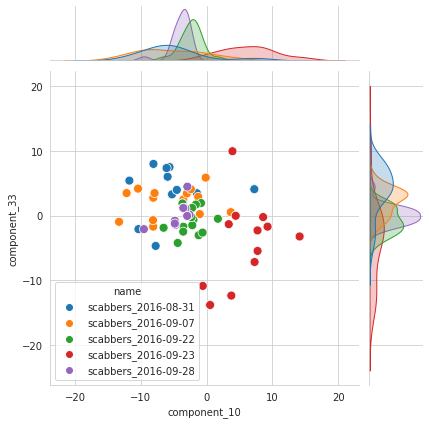 20
10
0
−10
−20
component_33
name
scabbers_2016-08-31
scabbers_2016-09-07
scabbers_2016-09-22
scabbers_2016-09-23
scabbers_2016-09-28
−20 −10 0 10 20
component_10